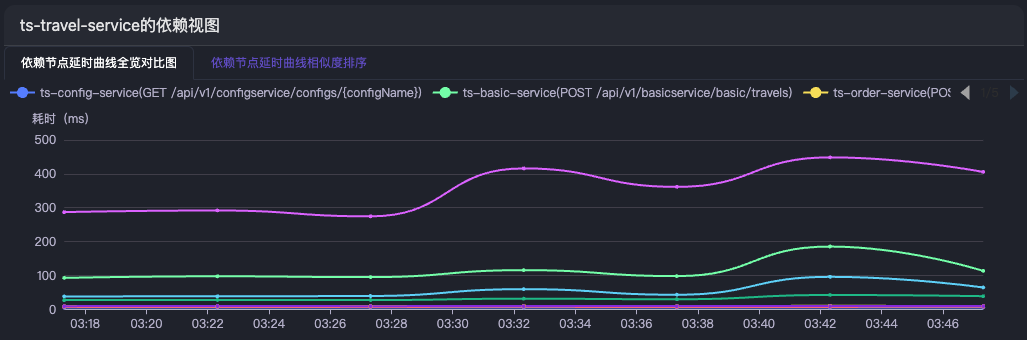 ts-travel-service的依赖视图
依赖节点延时曲线全览对比图 依赖节点延时曲线相似度排序
ts-config-service(GET /api/v1/configservice/configs/{configName}) ts-basic-service(POST /api/v1/basicservice/basic/travels) ts-order-service(POS 1/5
耗时 (ms)
500
400
300
200
100
0
03:18 03:20 03:22 03:24 03:26 03:28 03:30 03:32 03:34 03:36 03:38 03:40 03:42 03:44 03:46